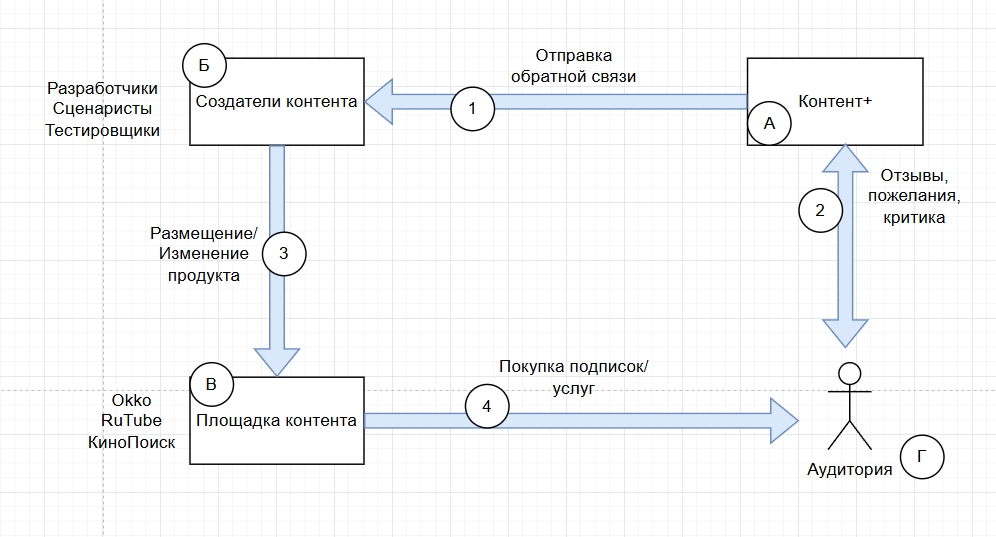 Отправка
обратной связи
Б
Создатели контента
Разработчики
Сценаристы
Тестировщики
1
Контент+
А
2
Отзывы,
пожелания,
критика
Размещение/
Изменение
продукта
3
В
Площадка контента
Okko
RuTube
КиноПоиск
Покупка подписок/
услуг
4
Аудитория
Г